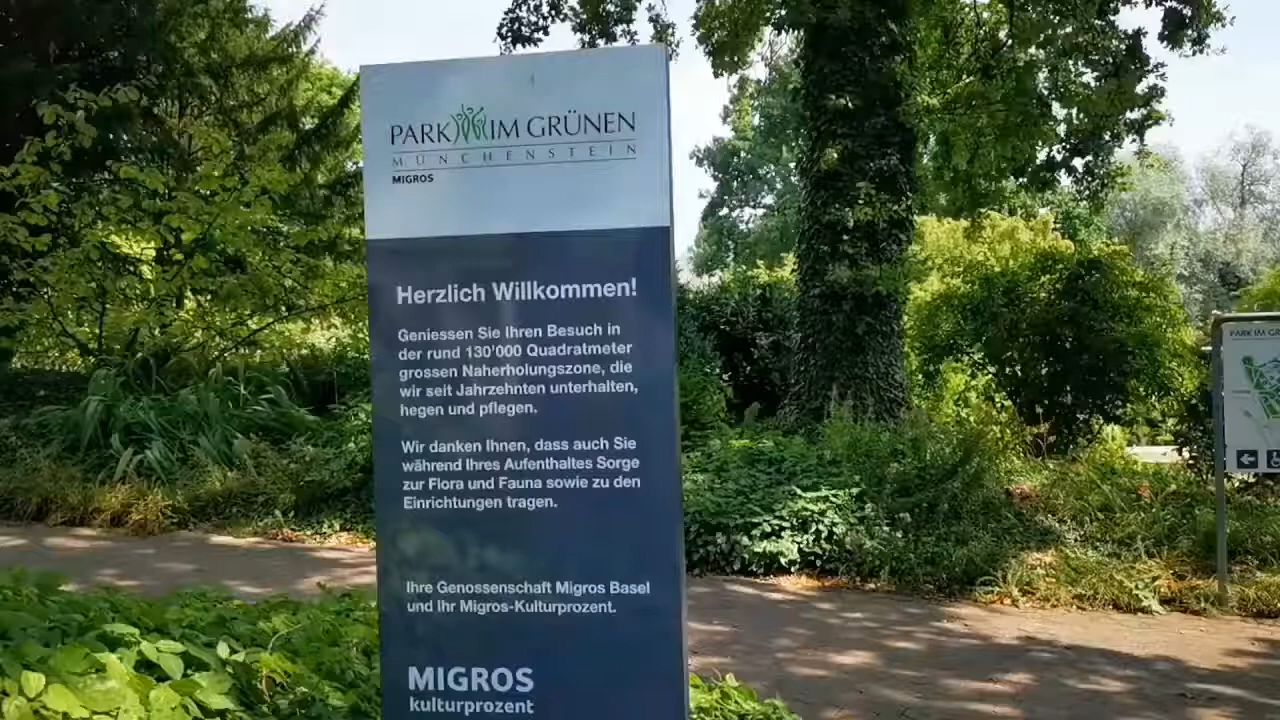 PARK IM GRÜNEN
MÜNCHENSTEIN
MIGROS
Herzlich Willkommen!
Geniessen Sie Ihren Besuch in
der rund 130'000 Quadratmeter
grossen Naherholungszone, die
wir seit Jahrzehnten unterhalten,
hegen und pflegen.
Wir danken Ihnen, dass auch Sie
während Ihres Aufenthaltes Sorge
zur Flora und Fauna sowie zu den
Einrichtungen tragen.
Ihre Genossenschaft Migros Basel
und Ihr Migros-Kulturprozent.
MIGROS
kulturprozent
PARK IM GR